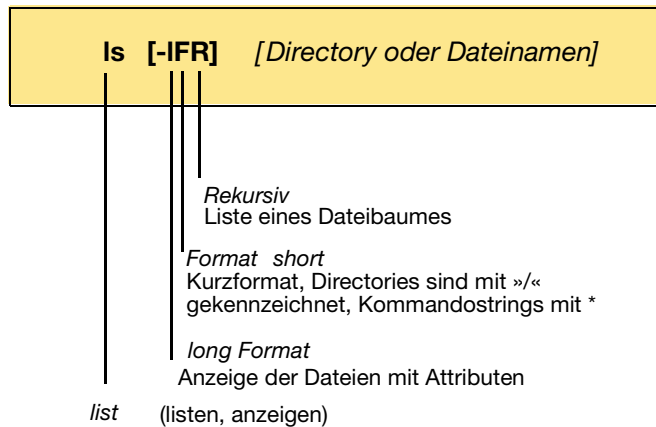 ls [-lFR] [Directory oder Dateinamen]
Rekursiv
Liste eines Dateibaumes
Format short
Kurzformat, Directories sind mit »/«
gekennzeichnet, Kommandostrings mit *
long Format
Anzeige der Dateien mit Attributen
list (listen, anzeigen)